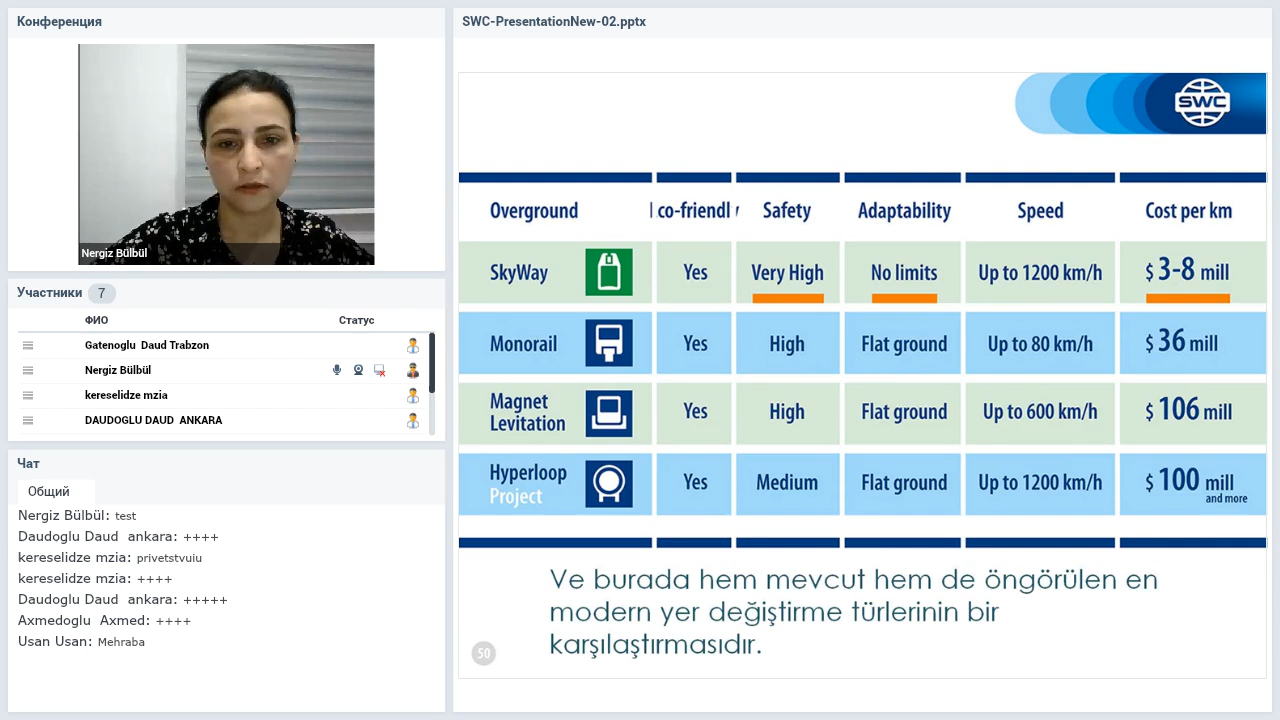 Конференция
Nergiz Bülbül
Участники 7
ФИО Статус
Gatenoglu Daud Trabzon
Nergiz Bülbül
kereselidze mzia
DAUDOGLU DAUD ANKARA
Чат
Общий
Nergiz Bülbül: test
Daudoglu Daud ankara: ++++
kereselidze mzia: privetstvuiu
kereselidze mzia: ++++
Daudoglu Daud ankara: +++++
Axmedoglu Axmed: ++++
Usan Usan: Mehraba
SWC-PresentationNew-02.pptx
SWC
Overground co-friendl Safety Adaptability Speed Cost per km
SkyWay Yes Very High No limits Up to 1200 km/h $ 3-8 mill
Monorail Yes High Flat ground Up to 80 km/h $ 36 mill
Magnet
Levitation Yes High Flat ground Up to 600 km/h $ 106 mill
Hyperloop
Project Yes Medium Flat ground Up to 1200 km/h $ 100 mill
and more
Ve burada hem mevcut hem de öngörülen en
modern yer değiştirme türlerinin bir
karşılaştırmasıdır.
50